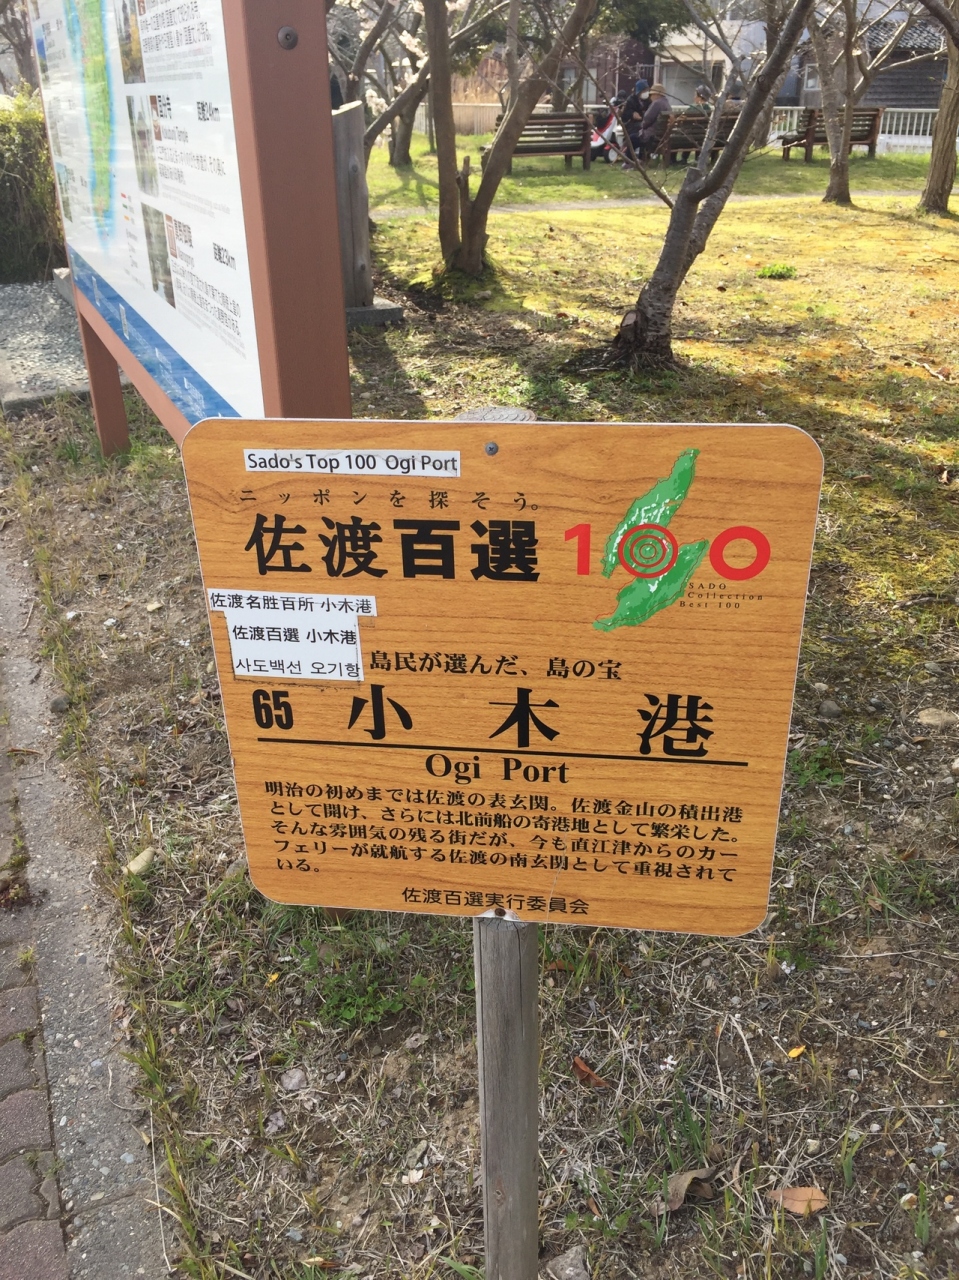 Sado's Top 100 Ogi Port
ニッポンを探そう。
佐渡百選 100
SADO
Collection
Best 100
佐渡名胜百所 小木港
佐渡百選 小木港
사도백선 오기항
島民が選んだ、島の宝
65 小木港
Ogi Port
明治の初めまでは佐渡の表玄関。佐渡金山の積出港
として開け、さらには北前船の寄港地として繁栄した。
そんな雰囲気の残る街だが、今も直江津からのカー
フェリーが就航する佐渡の南玄関として重視されて
いる。
佐渡百選実行委員会